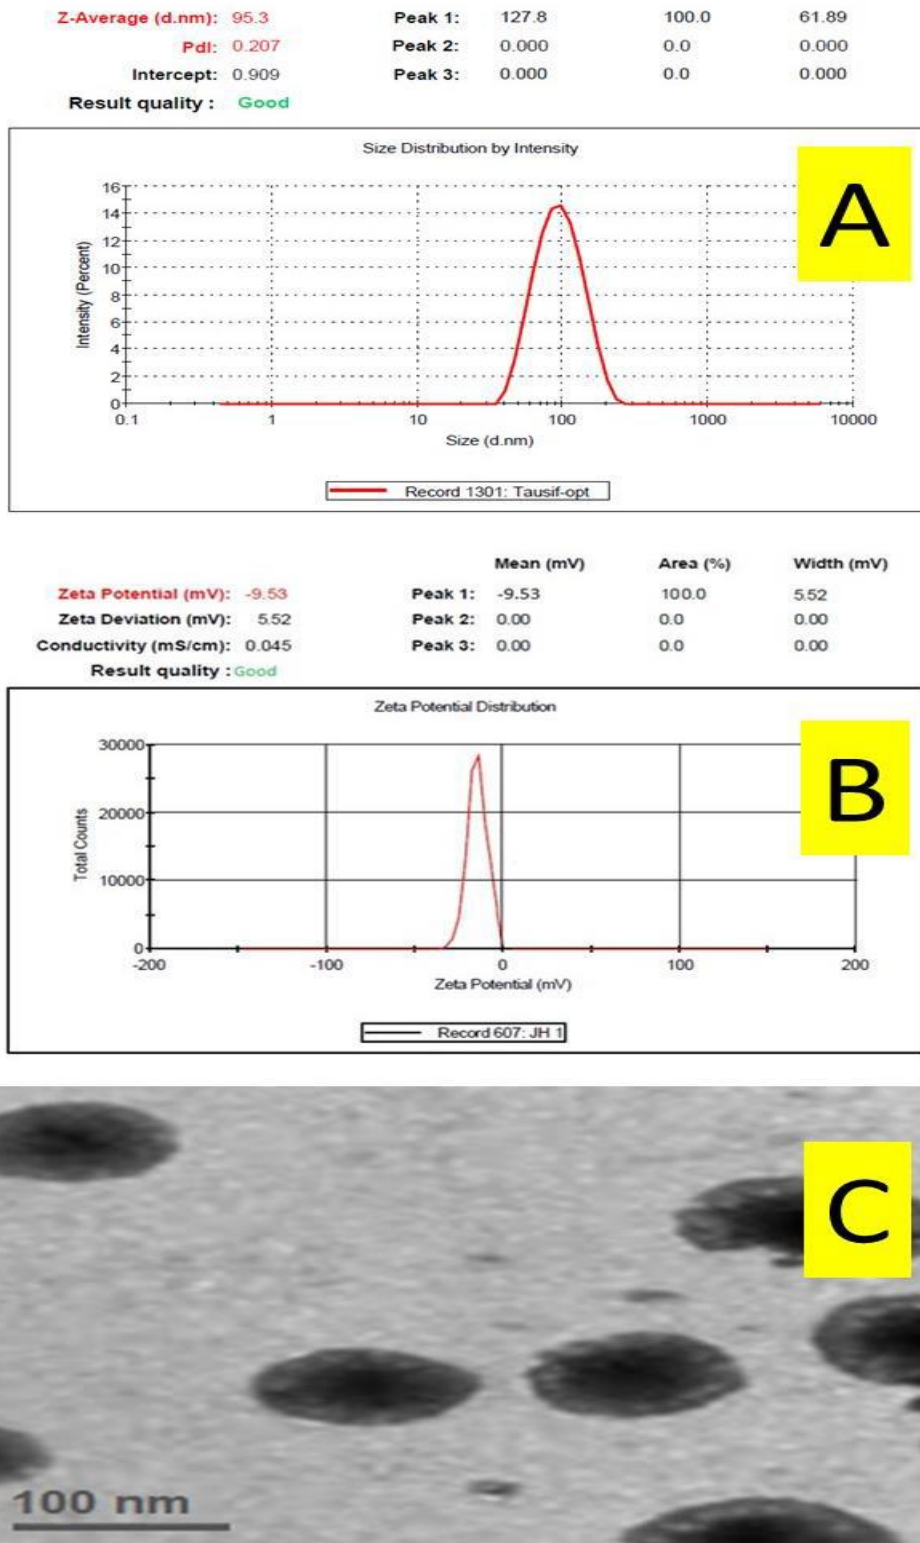 Z-Average (d.nm): 95.3 Peak 1: 127.8 100.0 61.89
PdI: 0.207 Peak 2: 0.000 0.0 0.000
Intercept: 0.909 Peak 3: 0.000 0.0 0.000
Result quality : Good
Size Distribution by Intensity
A
16
14
12
10
8
6
4
2
0
Intensity (Percent)
0.1 1 10 100 1000 10000
Size (d.nm)
Record 1301: Tausif-opt
Mean (mV) Area (%) Width (mV)
Zeta Potential (mV): -9.53 Peak 1: -9.53 100.0 5.52
Zeta Deviation (mV): 5.52 Peak 2: 0.00 0.0 0.00
Conductivity (mS/cm): 0.045 Peak 3: 0.00 0.0 0.00
Result quality : Good
Zeta Potential Distribution
B
30000
20000
10000
0
Total Counts
-200 -100 0 100 200
Zeta Potential (mV)
Record 607: JH 1
C
100 nm